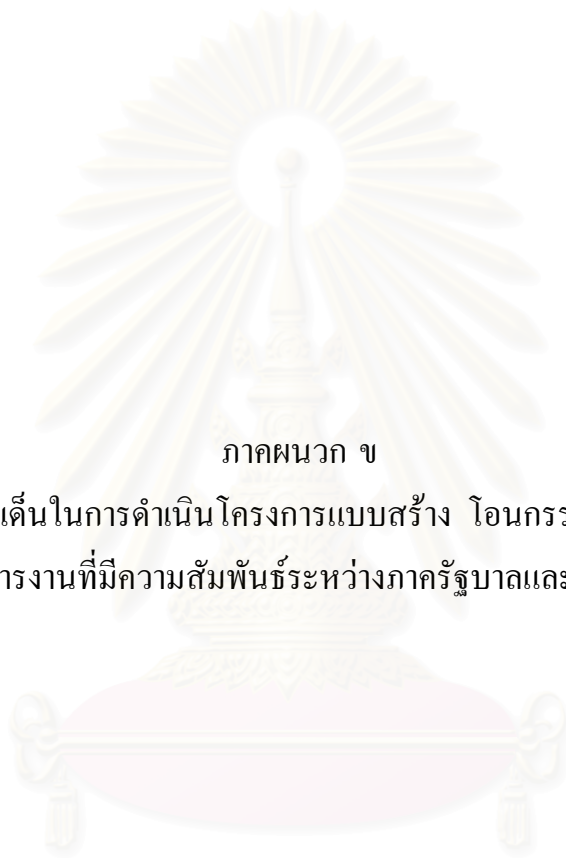 ภาคผนวก ข
เด็นในการดำเนินโครงการแบบสร้าง โอนกรร
ารงานที่มีความสัมพันธ์ระหว่างภาครัฐบาลและ